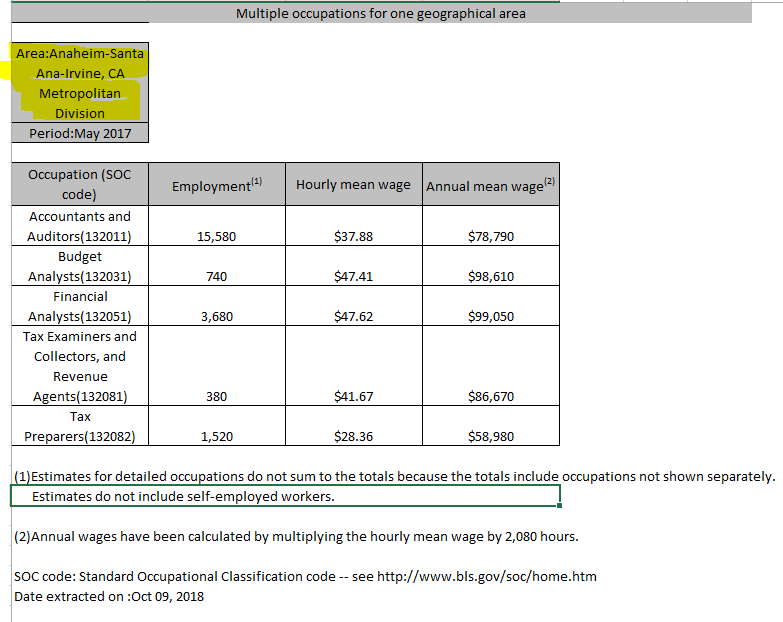 Multiple occupations for one geographical area
Area:Anaheim-Santa
Ana-Irvine, CA
Metropolitan
Division
Period:May 2017
Occupation (SOC
code)
Employment(1)
Hourly mean wage
Annual mean wage(2)
Accountants and
Auditors(132011)
15,580
$37.88
$78,790
Budget
Analysts(132031)
740
$47.41
$98,610
Financial
Analysts(132051)
3,680
$47.62
$99,050
Tax Examiners and
Collectors, and
Revenue
Agents(132081)
380
$41.67
$86,670
Tax
Preparers(132082)
1,520
$28.36
$58,980
(1)Estimates for detailed occupations do not sum to the totals because the totals include occupations not shown separately.
Estimates do not include self-employed workers.
(2)Annual wages have been calculated by multiplying the hourly mean wage by 2,080 hours.
SOC code: Standard Occupational Classification code -- see http://www.bls.gov/soc/home.htm
Date extracted on :Oct 09, 2018